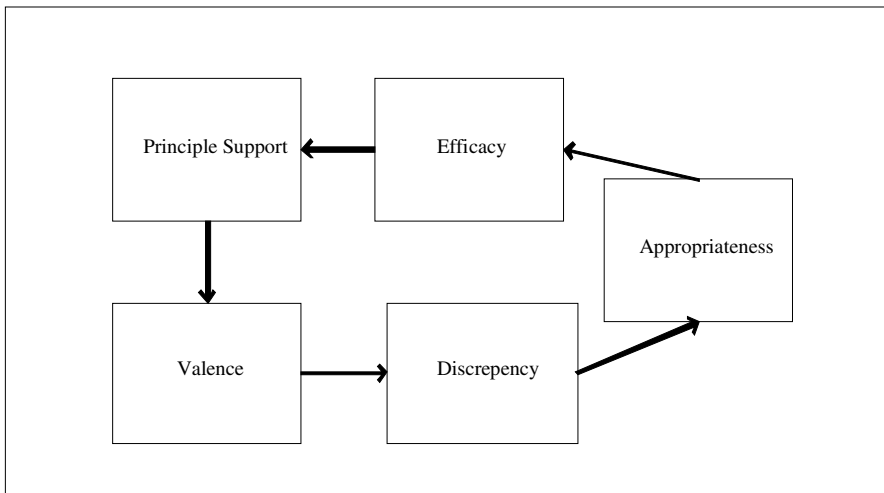 Principle Support
Efficacy
Appropriateness
Valence
Discrepency